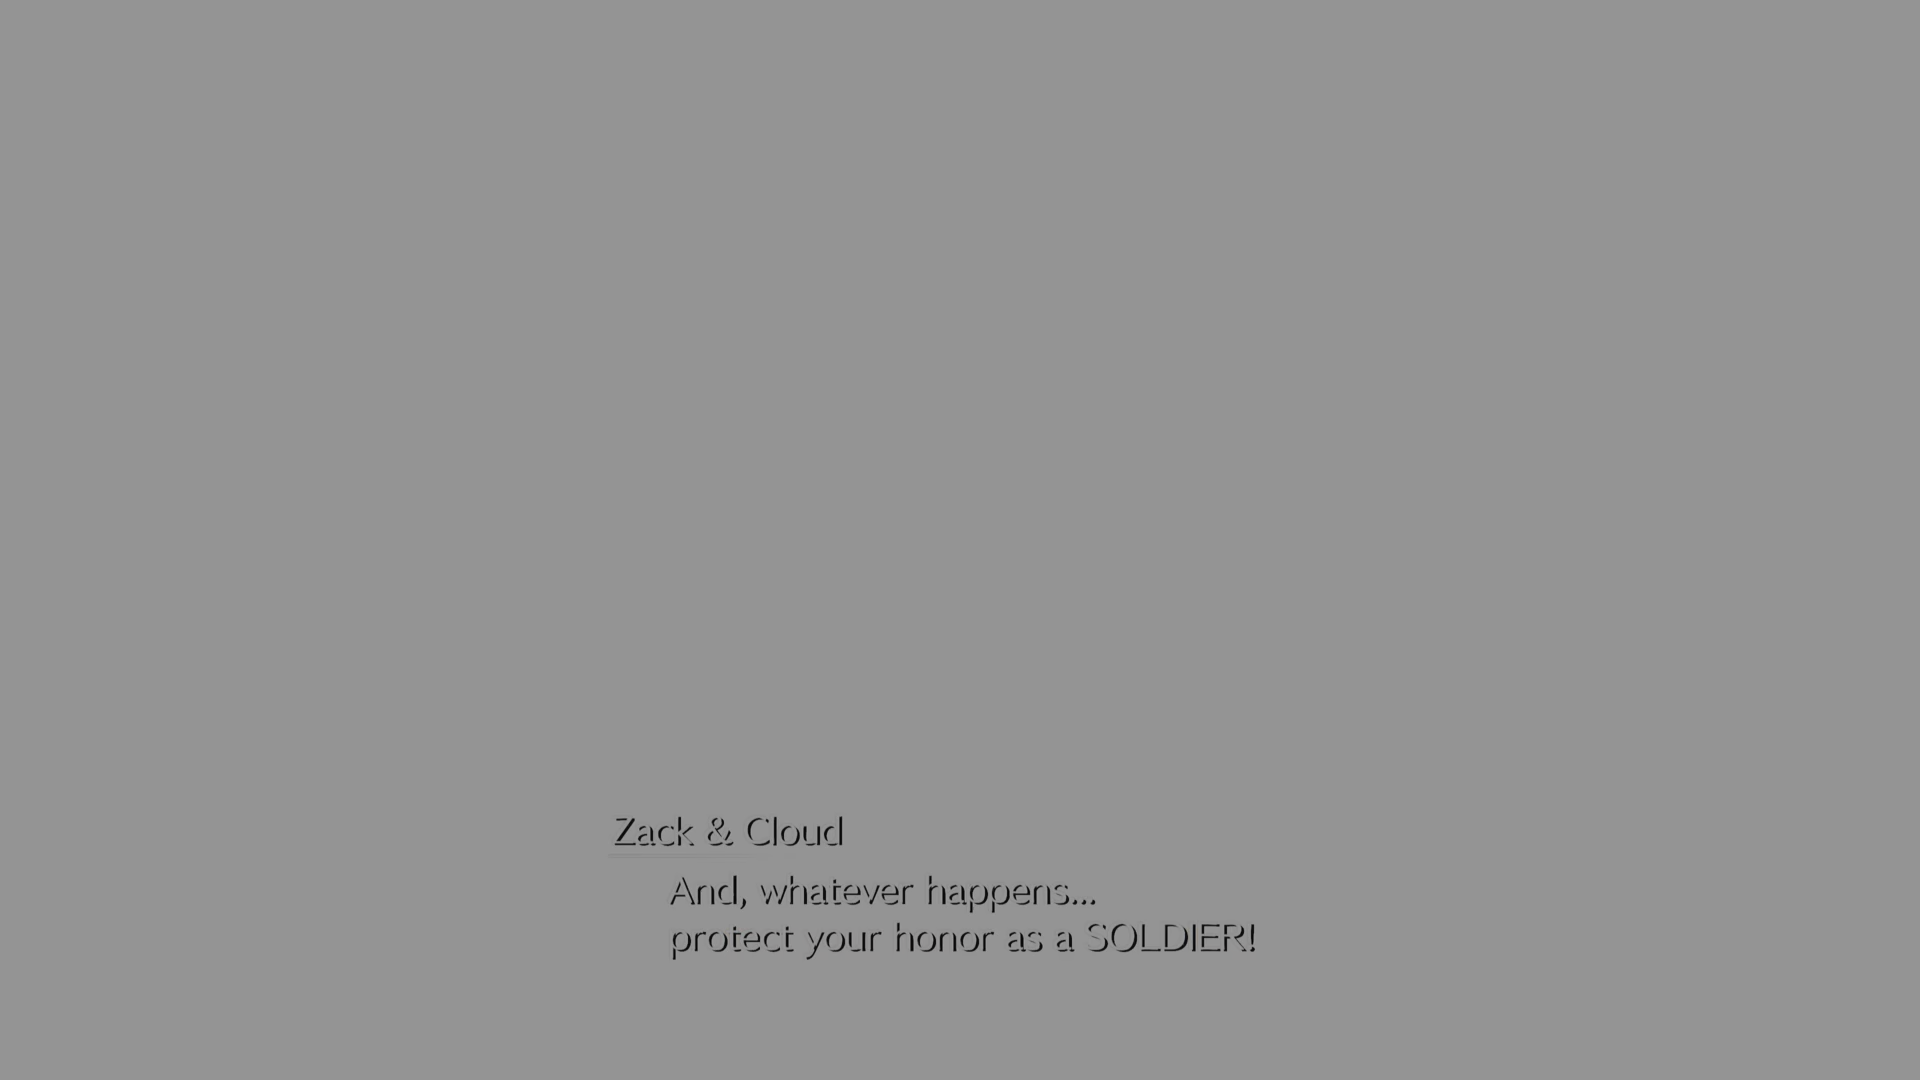 Zack & Cloud
And, whatever happens...
protect your honor as a SOLDIER!